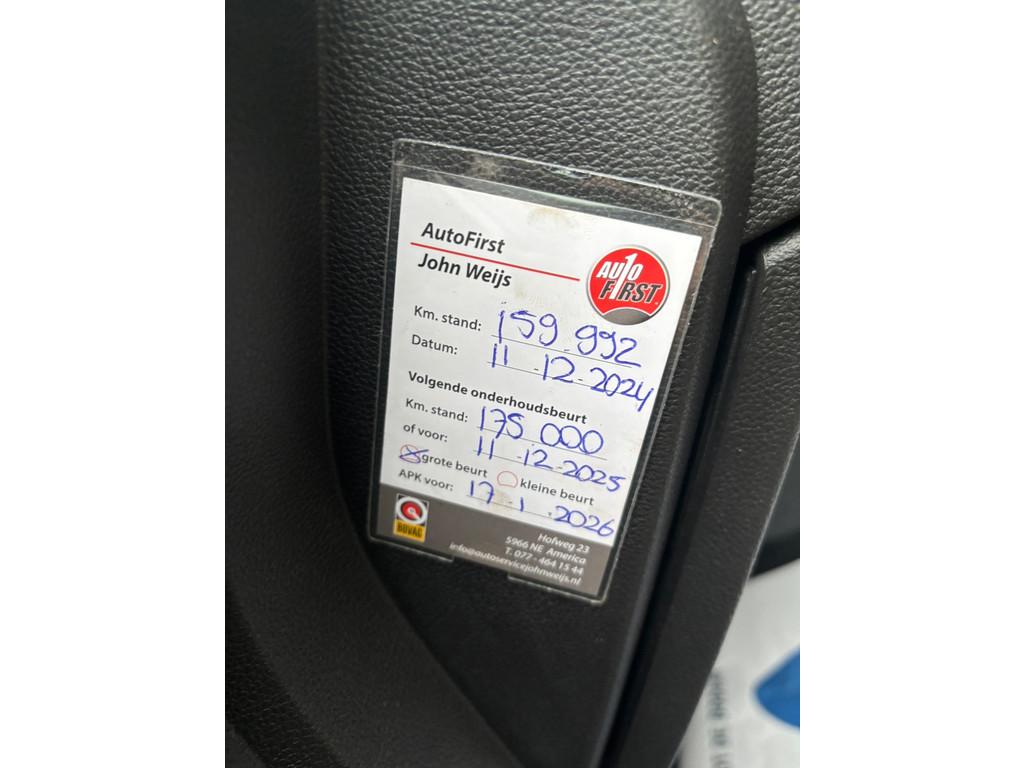 AutoFirst
John Weijs
AUTO
FIRST
Km. stand: 159.992
Datum: 11-12-2024
Volgende onderhoudsbeurt
Km. stand: 175 000
of voor: 11-12-2025
grote beurt kleine beurt
APK voor: 17-1-2026
BOVAG
Hofweg 23
5966 NE America
T. 077 - 464 15 44
info@autoservicejohnweijs.nl